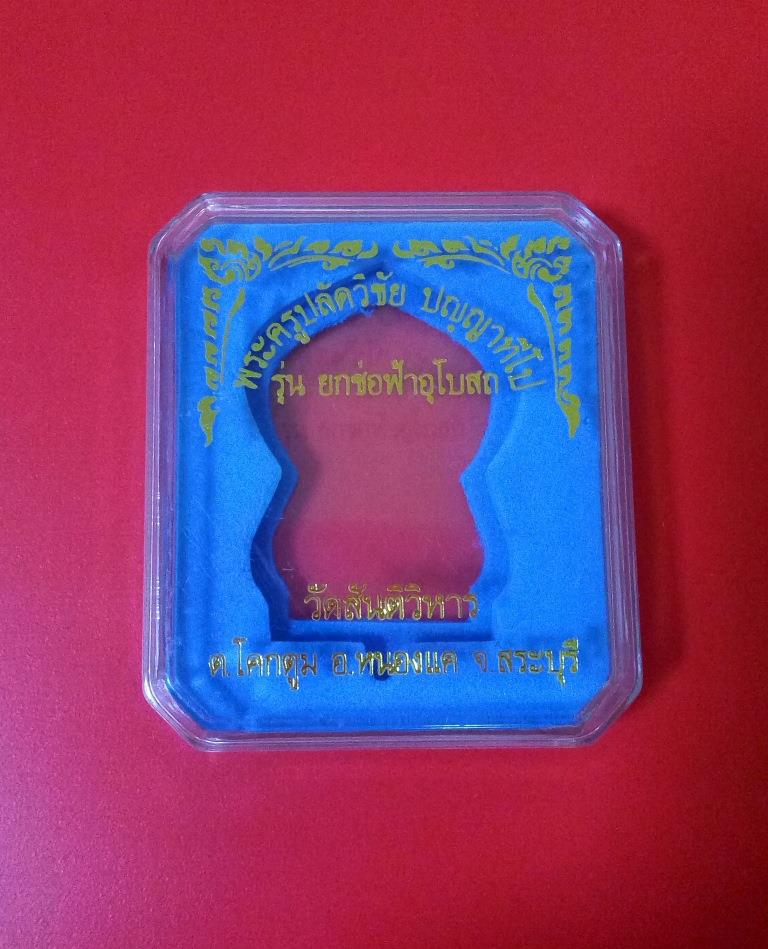 พระครูปลัดวิชัย ปญฺญาทีโป
รุ่น ยกช่อฟ้าอุโบสถ
วัดสันติวิหาร
ต.โคกตูม อ.หนองแค จ.สระบุรี